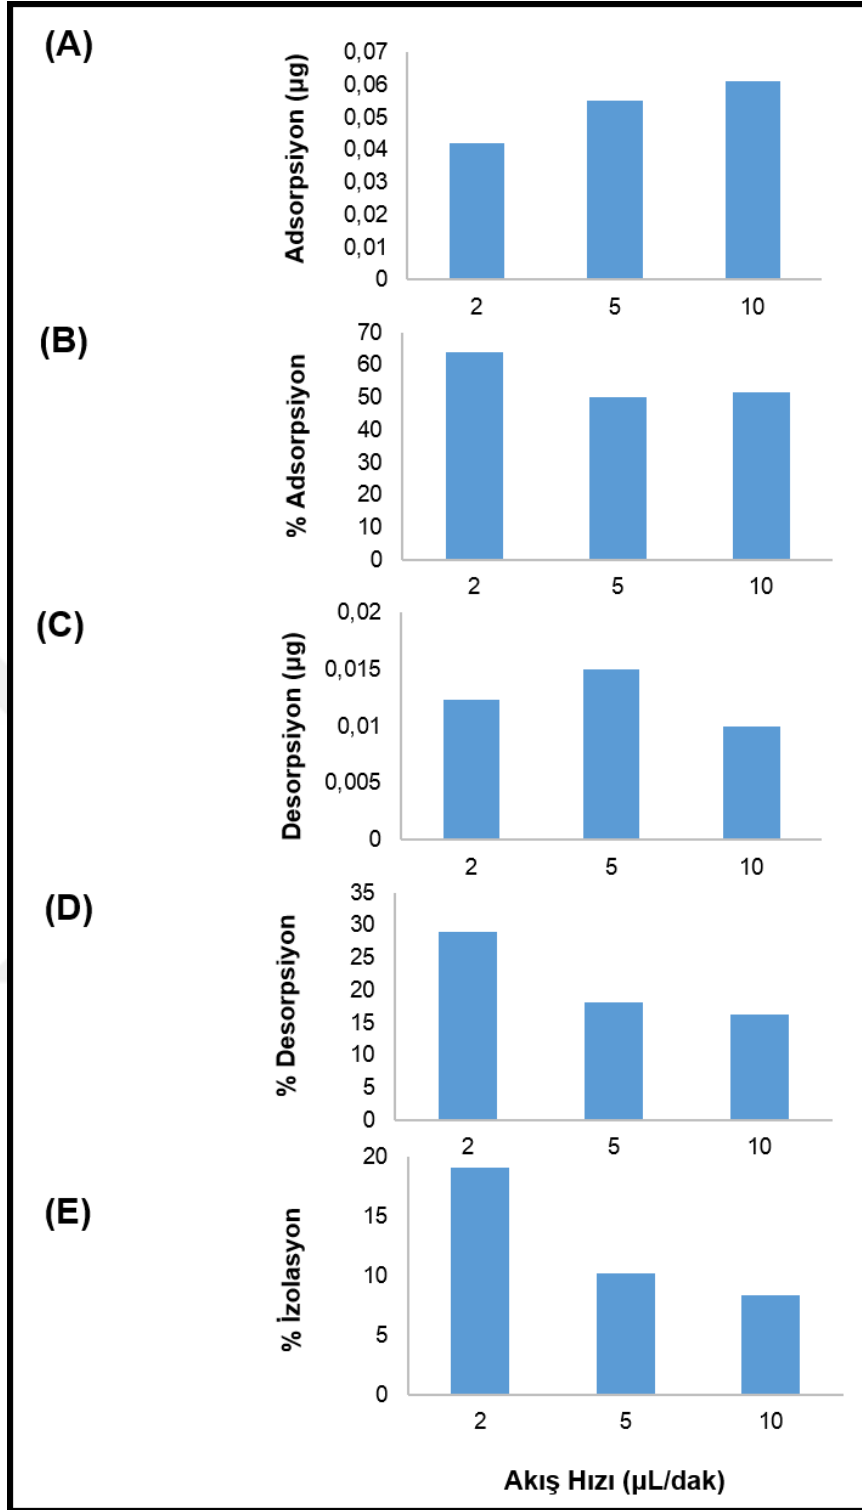 (A)
Adsorpsiyon (µg)
0,07
0,06
0,05
0,04
0,03
0,02
0,01
0
2 5 10
(B)
% Adsorpsiyon
70
60
50
40
30
20
10
0
2 5 10
(C)
Desorpsiyon (µg)
0,02
0,015
0,01
0,005
0
2 5 10
(D)
% Desorpsiyon
35
30
25
20
15
10
5
0
2 5 10
(E)
% İzolasyon
20
15
10
5
0
2 5 10
Akış Hızı (µL/dak)